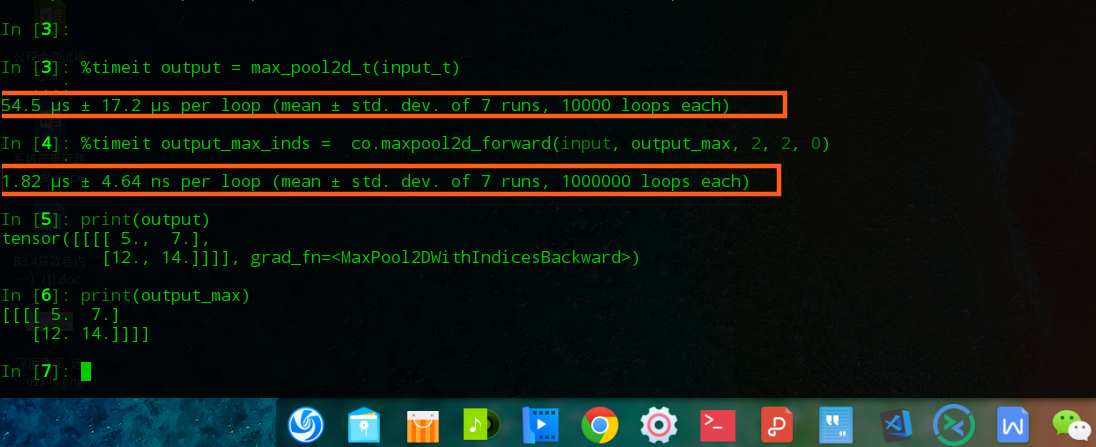 In [3]:
In [3]: %timeit output = max_pool2d_t(input_t)
54.5 µs ± 17.2 µs per loop (mean ± std. dev. of 7 runs, 10000 loops each)
In [4]: %timeit output_max_inds =  co.maxpool2d_forward(input, output_max, 2, 2, 0)
1.82 µs ± 4.64 ns per loop (mean ± std. dev. of 7 runs, 1000000 loops each)
In [5]: print(output)
tensor([[[[ 5.,  7.],
          [12., 14.]]]], grad_fn=<MaxPool2DWithIndicesBackward>)
In [6]: print(output_max)
[[[[ 5.  7.]
   [12. 14.]]]]
In [7]: